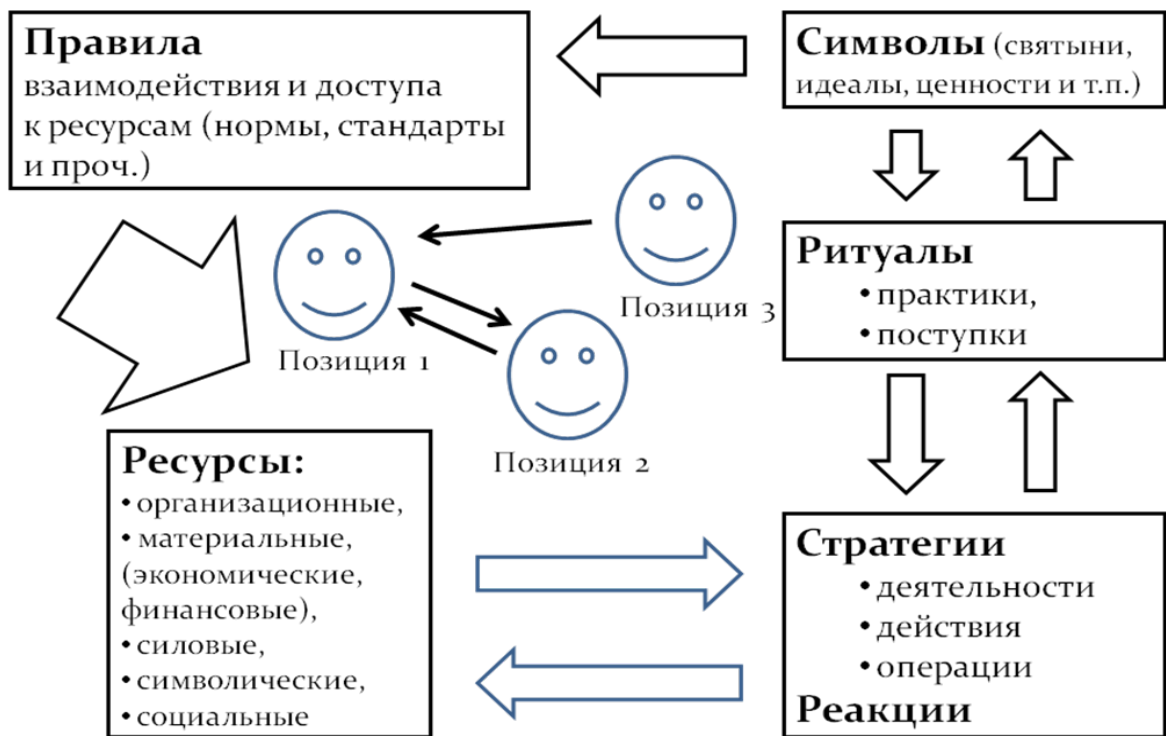 Правила
взаимодействия и доступа
к ресурсам (нормы, стандарты
и проч.)
Символы (святыни,
идеалы, ценности и т.п.)
Позиция 3
Позиция 1
Позиция 2
Ритуалы
• практики,
• поступки
Ресурсы:
• организационные,
• материальные,
(экономические,
финансовые),
• силовые,
• символические,
• социальные
Стратегии
• деятельности
• действия
• операции
Реакции